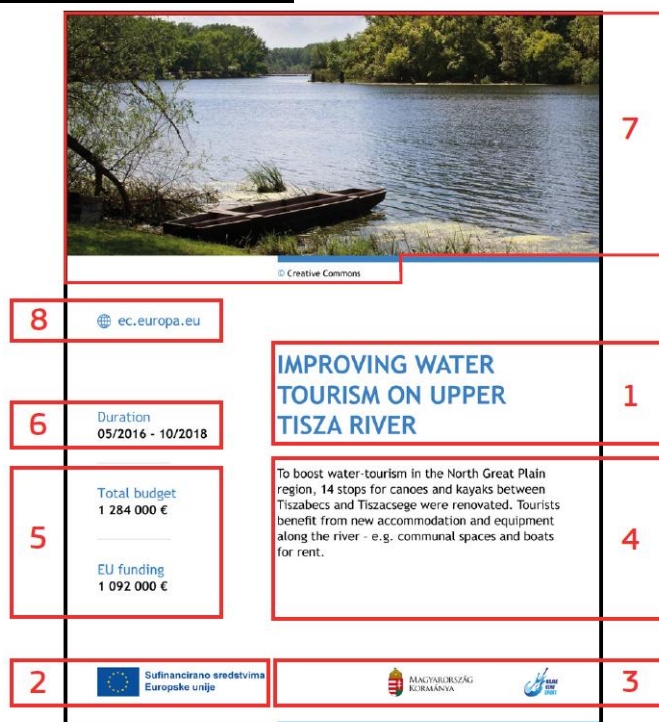 7
© Creative Commons
8
ec.europa.eu
IMPROVING WATER
TOURISM ON UPPER
TISZA RIVER
1
6
Duration
05/2016 - 10/2018
5
Total budget
1 284 000 €
EU funding
1 092 000 €
To boost water-tourism in the North Great Plain
region, 14 stops for canoes and kayaks between
Tiszabecs and Tiszacsege were renovated. Tourists
benefit from new accommodation and equipment
along the river - e.g. communal spaces and boats
for rent.
4
2
Sufinancirano sredstvima
Europske unije
MAGYARORSZÁG
KORMÁNYA
3